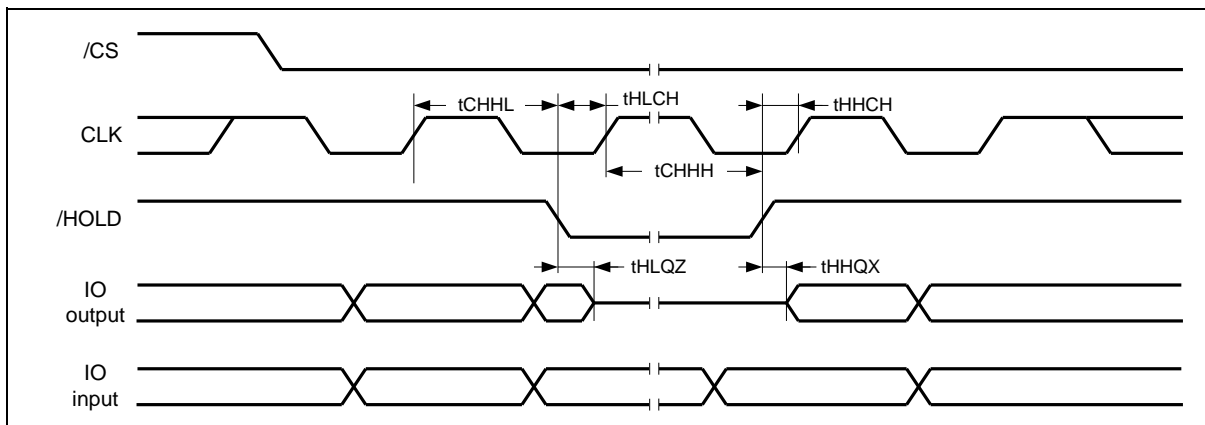 /CS
tCHHL
tHLCH
tHHCH
CLK
tCHHH
/HOLD
tHLQZ
tHHQX
IO
output
IO
input